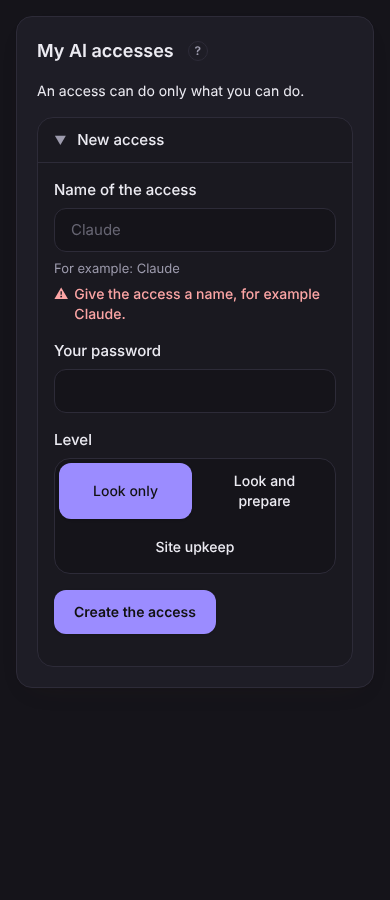 My AI accesses ?
An access can do only what you can do.
▼ New access
Name of the access
Claude
For example: Claude
Give the access a name, for example
Claude.
Your password
Level
Look only
Look and
prepare
Site upkeep
Create the access